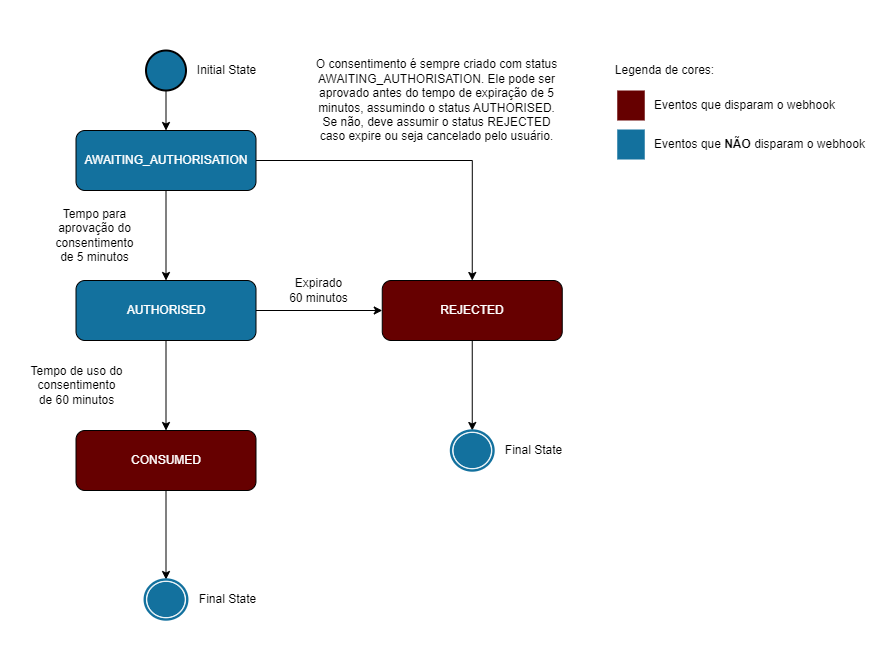 Initial State
O consentimento é sempre criado com status
AWAITING_AUTHORISATION. Ele pode ser
aprovado antes do tempo de expiração de 5
minutos, assumindo o status AUTHORISED.
Se não, deve assumir o status REJECTED
caso expire ou seja cancelado pelo usuário.
Legenda de cores:
Eventos que disparam o webhook
Eventos que NÃO disparam o webhook
AWAITING_AUTHORISATION
Tempo para
aprovação do
consentimento
de 5 minutos
AUTHORISED
Expirado
60 minutos
REJECTED
Tempo de uso do
consentimento
de 60 minutos
CONSUMED
Final State
Final State